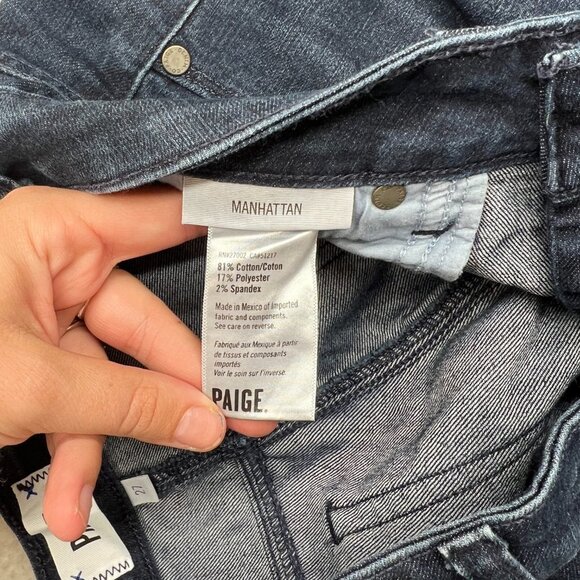 MANHATTAN
RN#27002 CA#51217
81% Cotton/Coton
17% Polyester
2% Spandex
Made in Mexico of Imported
fabric and components.
See care on reverse.
Fabriqué aux Mexique à partir
de tissus et composants
importés
Voir le soin sur l'inverse.
PAIGE
27